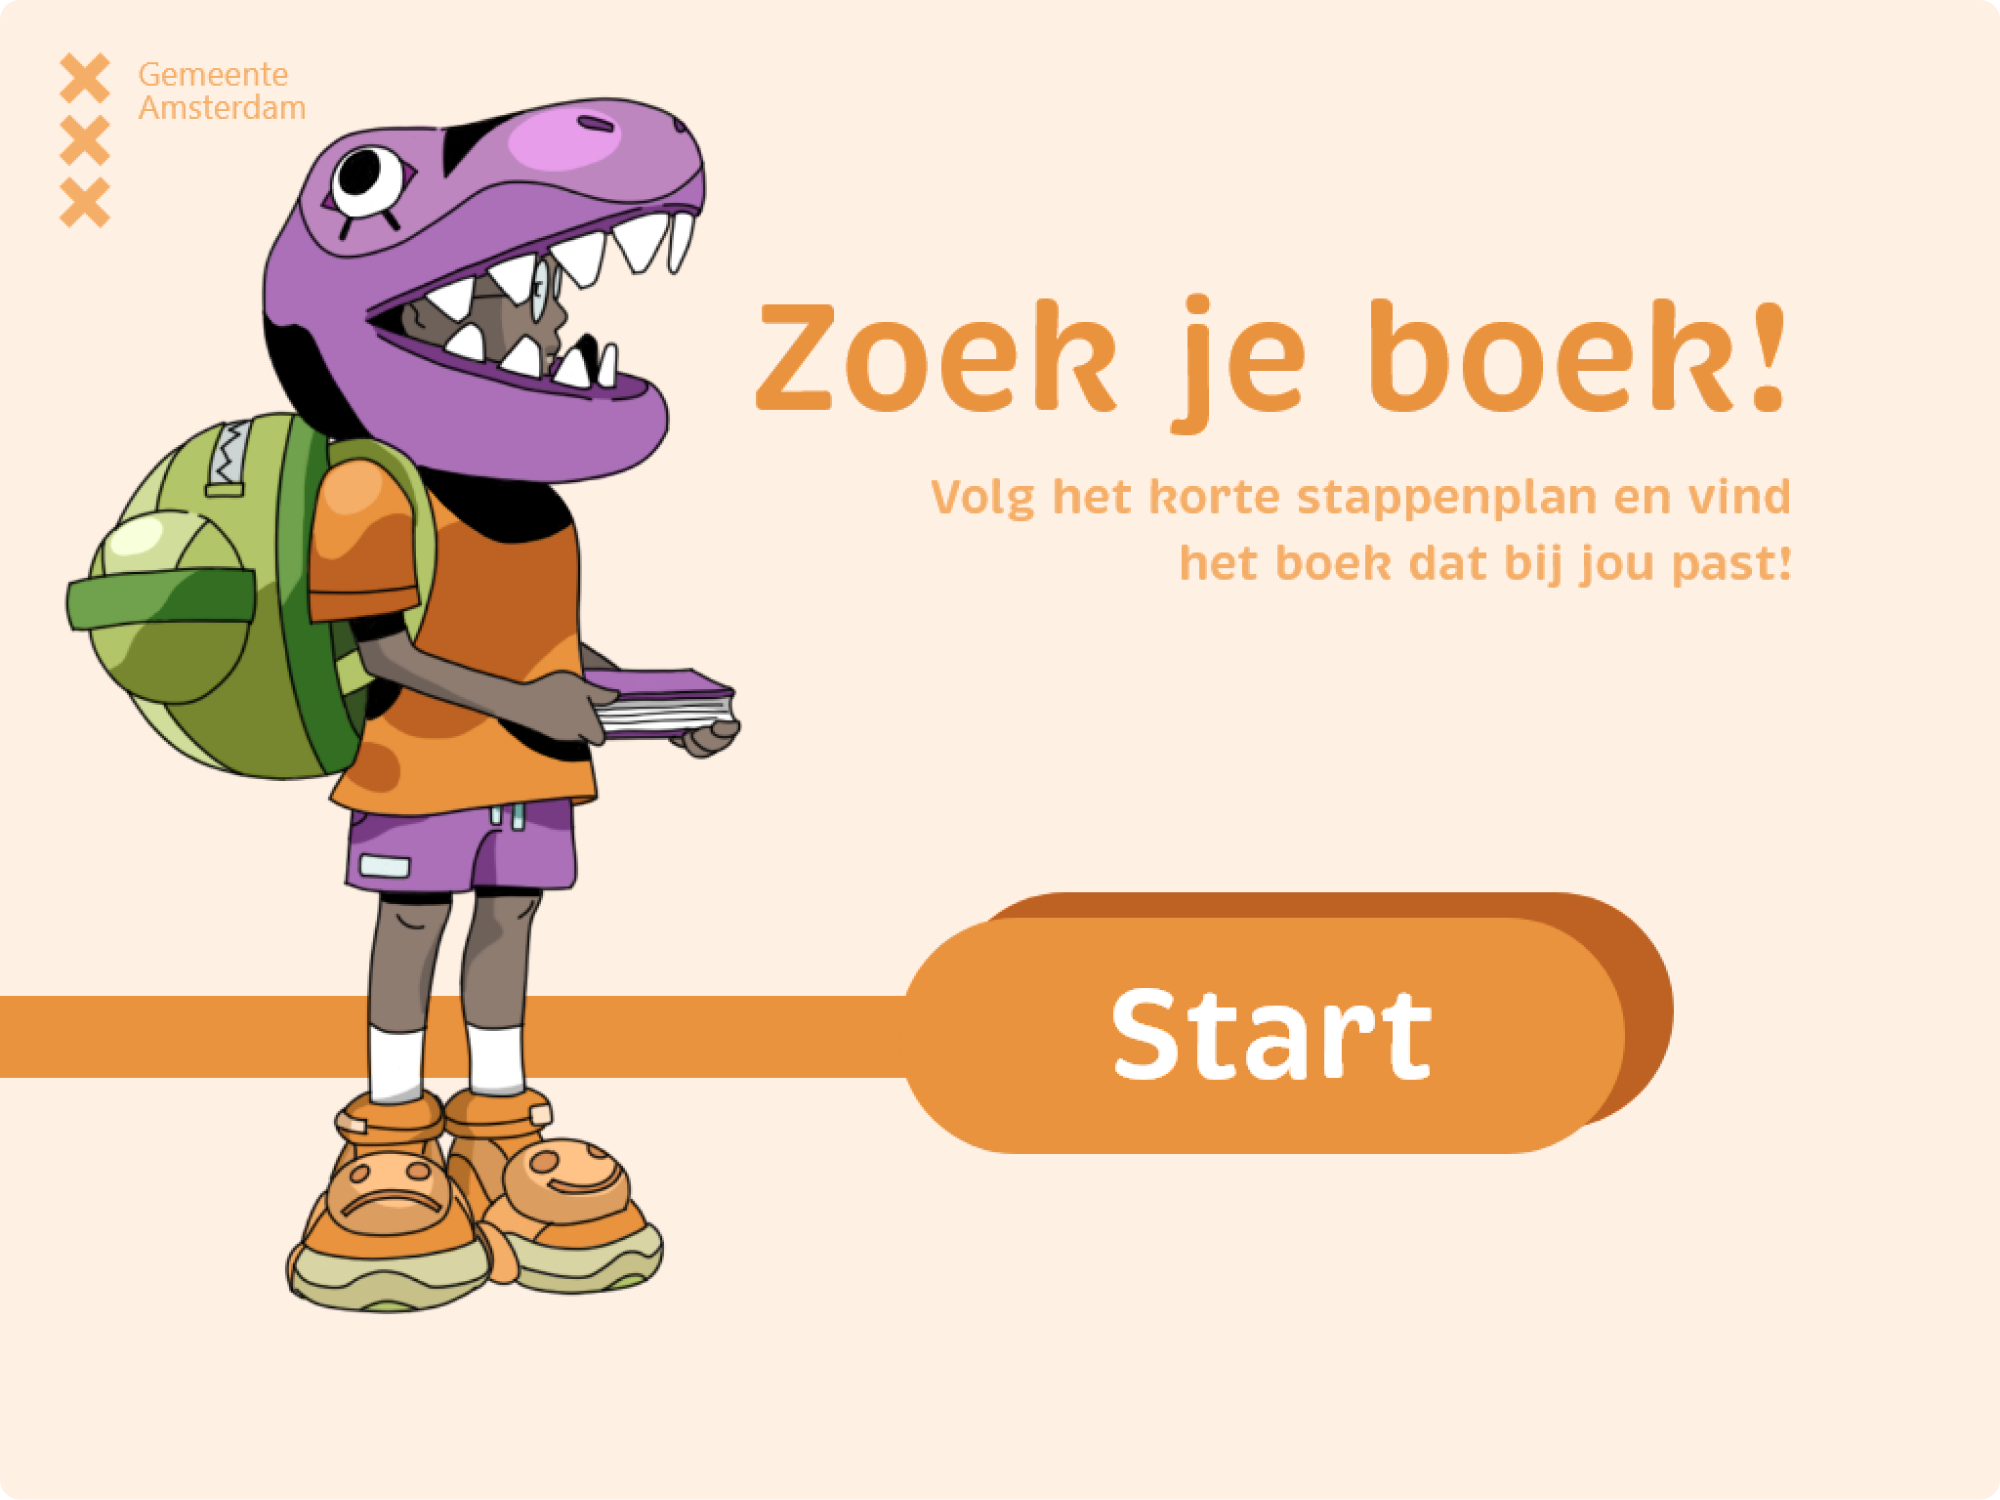 Gemeente
Amsterdam
Zoek je boek!
Volg het korte stappenplan en vind
het boek dat bij jou past!
Start